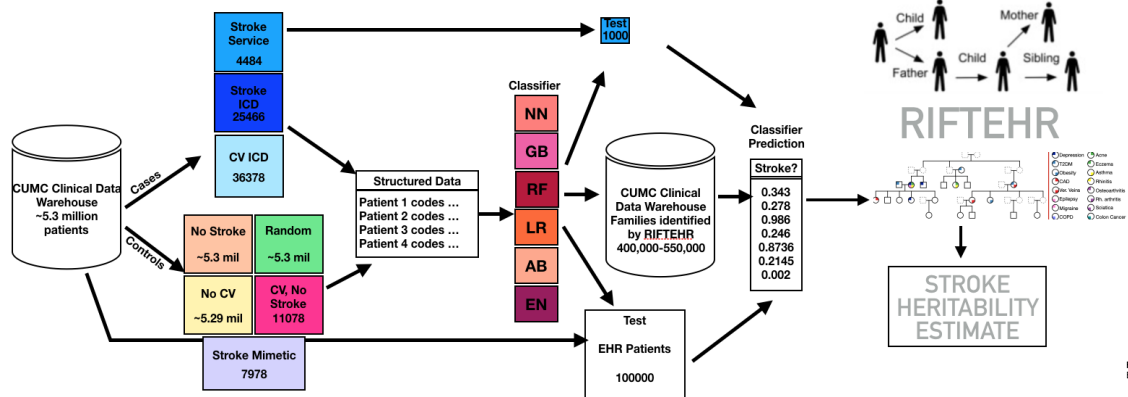 CUMC Clinical Data
Warehouse
~5.3 million
patients
Cases
Controls
Stroke
Service
4484
Stroke
ICD
25466
CV ICD
36378
No Stroke
~5.3 mil
Random
~5.3 mil
No CV
~5.29 mil
CV, No
Stroke
11078
Stroke Mimetic
7978
Structured Data
Patient 1 codes ...
Patient 2 codes ...
Patient 3 codes ...
Patient 4 codes ...
Classifier
NN
GB
RF
LR
AB
EN
Test
1000
CUMC Clinical
Data Warehouse
Families identified
by RIFTEHR
400,000-550,000
Test
EHR Patients
100000
Classifier
Prediction
Stroke?
0.343
0.278
0.986
0.246
0.8736
0.2145
0.002
Child
Mother
Father
Child
Sibling
RIFTEHR
Depression
T2DM
Obesity
CAD
Var. Veins
Epilepsy
Migraine
COPD
Acne
Eczema
Asthma
Rhinitis
Osteoarthritis
Rh. arthritis
Sciatica
Colon Cancer
STROKE
HERITABILITY
ESTIMATE